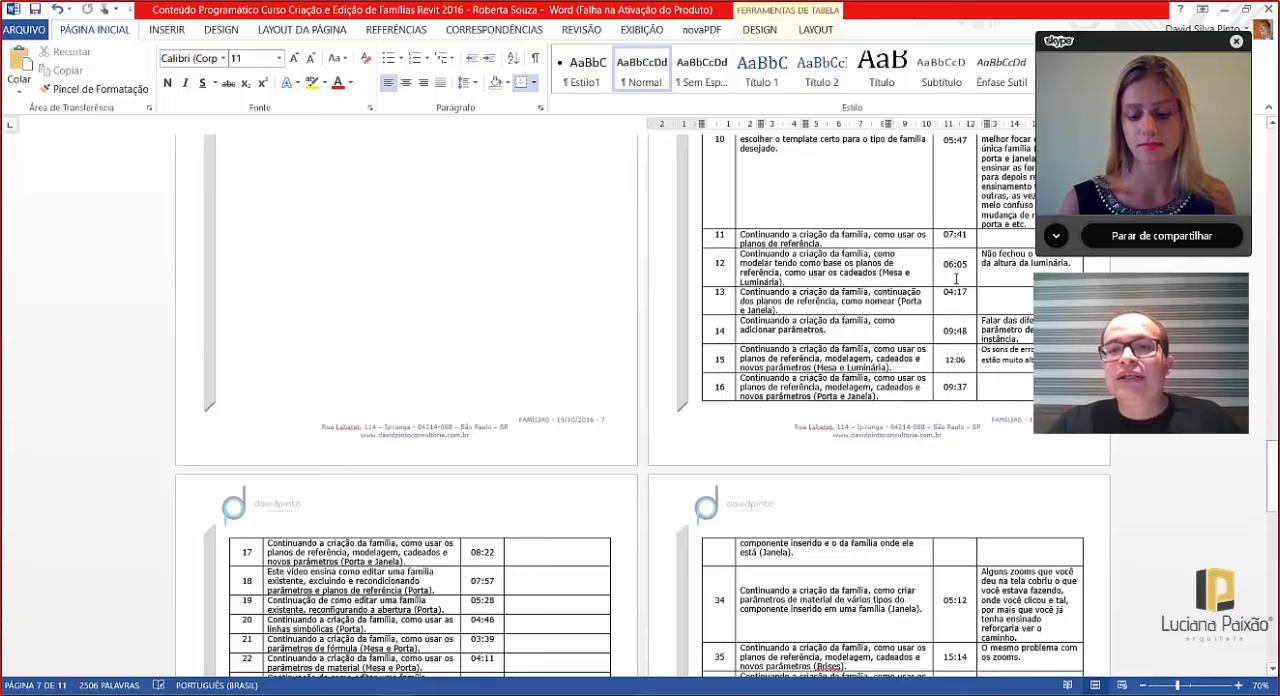 Conteúdo Programático Curso Criação e Edição de Famílias Revit 2016 - Roberta Souza - Word (Falha na Ativação do Produto)
FERRAMENTAS DE TABELA
ARQUIVO PÁGINA INICIAL INSERIR DESIGN LAYOUT DA PÁGINA REFERÊNCIAS CORRESPONDÊNCIAS REVISÃO EXIBIÇÃO novaPDF DESIGN LAYOUT David Silva Pinto
Colar
Recortar
Copiar
Pincel de Formatação
Calibri (Corp 11
AaBbC AaBbCcDd AaBbCcDd AaBbC AaBbCcI AaB AaBbCcD AaBbCcDd
¶ Estilo1 ¶ Normal ¶ Sem Esp... Título 1 Título 2 Título Subtítulo Ênfase Sutil
Área de Transferência Fonte Parágrafo Estilo
skype
Parar de compartilhar
10 escolher o template certo para o tipo de família 05:47 melhor focar
desejado. única família
porta e janela
ensinar as for
para depois r
ensinamento
outras, as vez
meio confuso
mudança de
porta e etc.
11 Continuando a criação da família, como usar os 07:41
planos de referência.
12 Continuando a criação da família, como 06:05 Não fechou o
modelar tendo como base os planos de da altura da luminária.
referência, como usar os cadeados (Mesa e
Luminária).
13 Continuando a criação da família, continuação 04:17
dos planos de referência, como nomear (Porta
e Janela).
14 Continuando a criação da família, como 09:48 Falar das dife
adicionar parâmetros. parâmetro de
instância.
15 Continuando a criação da família, como usar os 12:06 Os sons de erro
planos de referência, modelagem, cadeados e estão muito alt
novos parâmetros (Mesa e Luminária).
16 Continuando a criação da família, como usar os 09:37
planos de referência, modelagem, cadeados e
novos parâmetros (Porta e Janela).
FAMÍLIAS - 19/10/2016 - 7
Rua Labatut, 114 – Ipiranga - 04214-000 – São Paulo – SP
www.davidpintoconsultoria.com.br
Rua Labatut, 114 – Ipiranga - 04214-000 – São Paulo – SP
www.davidpintoconsultoria.com.br
davidpinto
17 Continuando a criação da família, como usar os 08:22
planos de referência, modelagem, cadeados e
novos parâmetros (Porta e Janela).
18 Este vídeo ensina como editar uma família 07:57
existente, excluindo e recondicionando
parâmetros e planos de referência (Porta).
19 Continuação de como editar uma família 05:28
existente, reconfigurando a abertura (Porta).
20 Continuando a criação da família, como usar as 04:46
linhas simbólicas (Porta).
21 Continuando a criação da família, como usar 03:39
parâmetros de fórmula (Mesa e Porta).
22 Continuando a criação da família, como usar os 04:11
parâmetros de material (Mesa e Porta).
davidpinto
componente inserido e o da família onde ele
está (Janela).
34 Continuando a criação da família, como criar 05:12 Alguns zooms que você
parâmetros de material de vários tipos do deu na tela cobriu o que
componente inserido em uma família (Janela). você estava fazendo,
onde você clicou e tal,
por mais que você já
tenha ensinado
reforçaria ver o
caminho.
35 Continuando a criação da família, como usar os 15:14 O mesmo problema com
planos de referência, modelagem, cadeados e os zooms.
novos parâmetros (Brises).
Luciana Paixão®
arquiteta
PÁGINA 7 DE 11 2506 PALAVRAS PORTUGUÊS (BRASIL) 70%